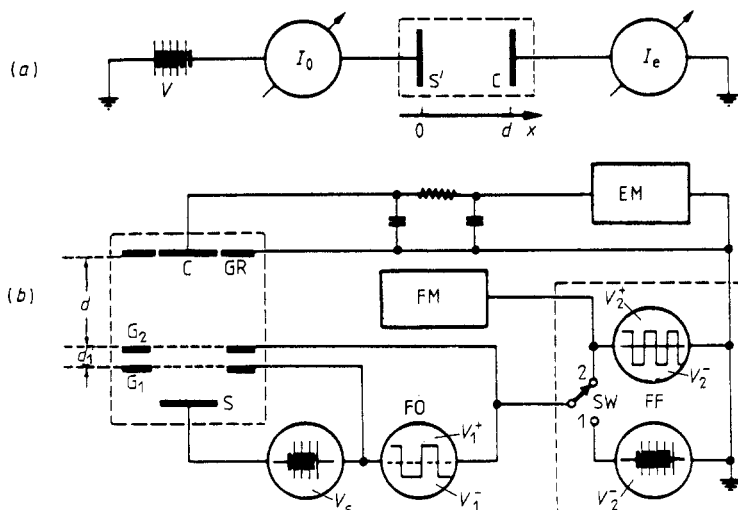 (a)
V
I₀
S'
C
Iₑ
0
d
x
(b)
EM
C
GR
d
FM
V₂⁺
G₂
d₁
G₁
V₂⁻
2
SW
FF
S
FO
V₁⁺
1
V₁⁻
V₂⁻